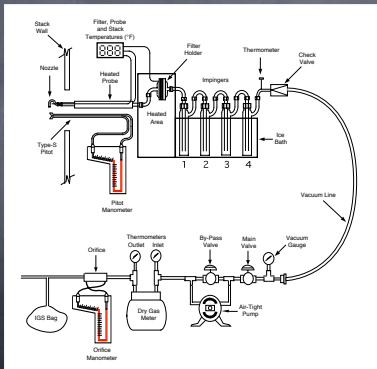 Stack
Wall
Filter, Probe
and Stack
Temperatures (°F)
888
Filter
Holder
Nozzle
Heated
Probe
Impingers
Thermometer
Check
Valve
Type-S
Pitot
Heated
Area
Ice
Bath
1 2 3 4
Pitot
Manometer
Vacuum Line
Orifice
Thermometers
Outlet Inlet
By-Pass
Valve
Main
Valve
Vacuum
Gauge
IGS Bag
Dry Gas
Meter
Air-Tight
Pump
Orifice
Manometer